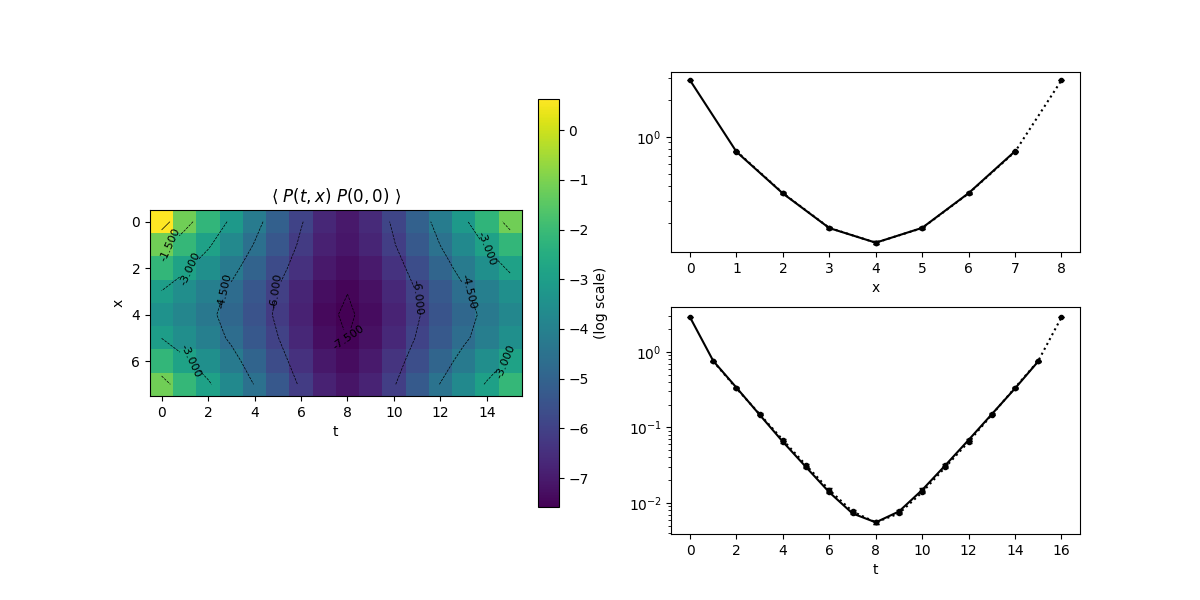 ⟨ P(t, x) P(0, 0) ⟩
0
2
4
6
x
0 2 4 6 8 10 12 14
t
-1.500
-3.000
-3.000
-4.500
-6.000
-7.500
-6.000
-4.500
-3.000
-3.000
0
−1
−2
−3
−4
−5
−6
−7
(log scale)
10⁰
0 1 2 3 4 5 6 7 8
x
10⁰
10⁻¹
10⁻²
0 2 4 6 8 10 12 14 16
t